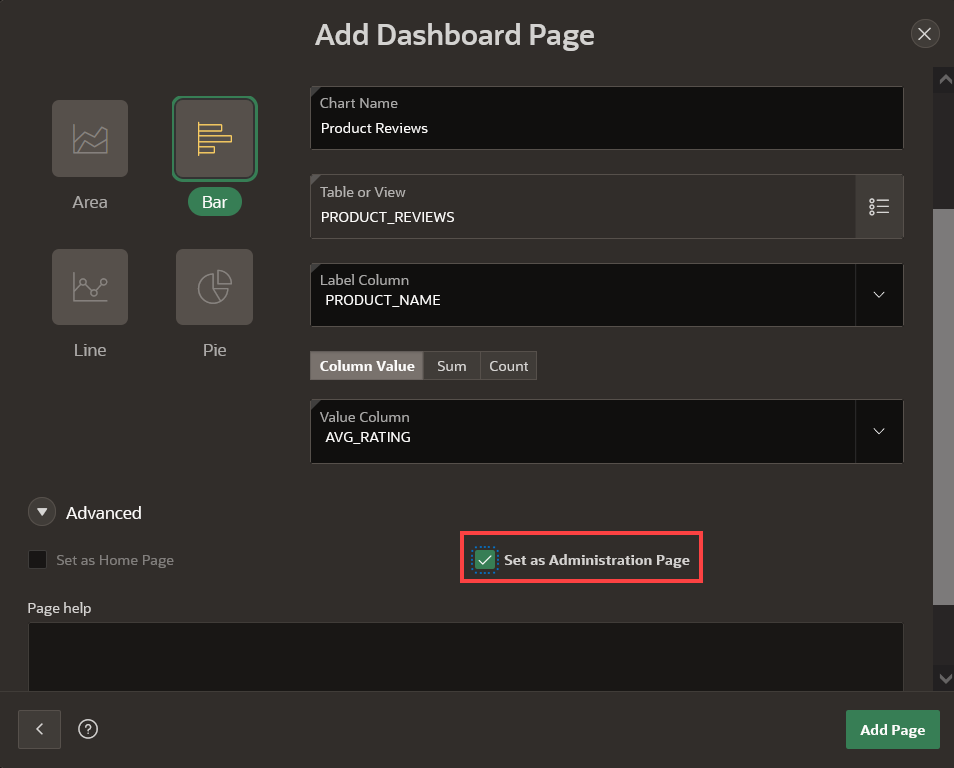 Add Dashboard Page
Area
Bar
Line
Pie
Chart Name
Product Reviews
Table or View
PRODUCT_REVIEWS
Label Column
PRODUCT_NAME
Column Value Sum Count
Value Column
AVG_RATING
Advanced
Set as Home Page
Set as Administration Page
Page help
?
Add Page